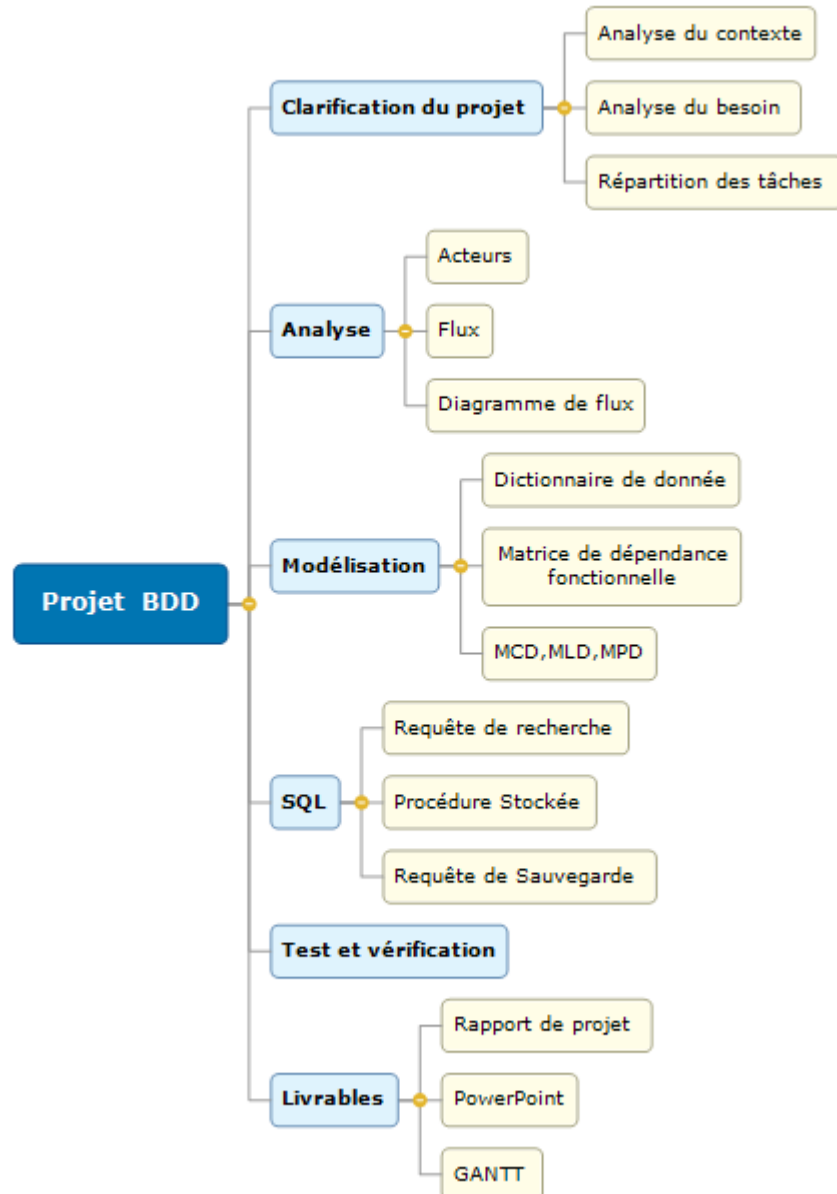 Projet BDD
Clarification du projet
Analyse du contexte
Analyse du besoin
Répartition des tâches
Analyse
Acteurs
Flux
Diagramme de flux
Modélisation
Dictionnaire de donnée
Matrice de dépendance
fonctionnelle
MCD,MLD,MPD
SQL
Requête de recherche
Procédure Stockée
Requête de Sauvegarde
Test et vérification
Livrables
Rapport de projet
PowerPoint
GANTT